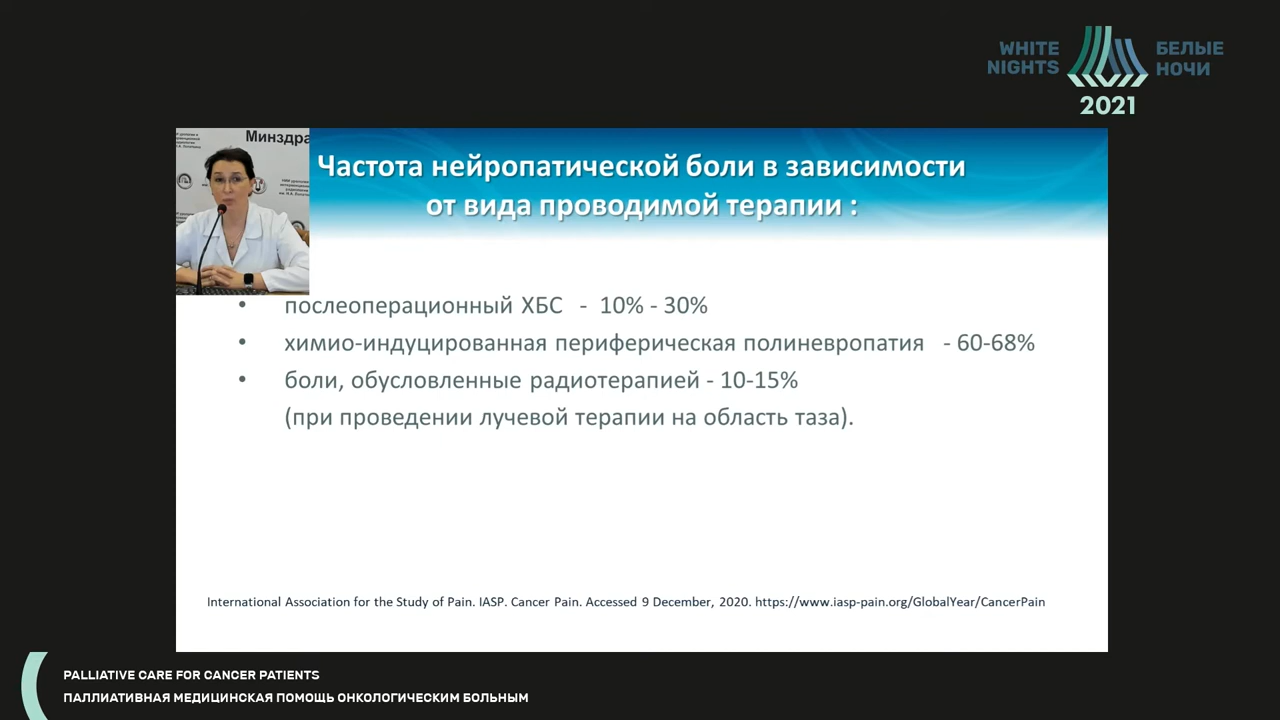 WHITE NIGHTS
БЕЛЫЕ НОЧИ
2021
Минздра
Частота нейропатической боли в зависимости
от вида проводимой терапии :
• послеоперационный ХБС - 10% - 30%
• химио-индуцированная периферическая полиневропатия - 60-68%
• боли, обусловленные радиотерапией - 10-15%
(при проведении лучевой терапии на область таза).
International Association for the Study of Pain. IASP. Cancer Pain. Accessed 9 December, 2020. https://www.iasp-pain.org/GlobalYear/CancerPain
PALLIATIVE CARE FOR CANCER PATIENTS
ПАЛЛИАТИВНАЯ МЕДИЦИНСКАЯ ПОМОЩЬ ОНКОЛОГИЧЕСКИМ БОЛЬНЫМ